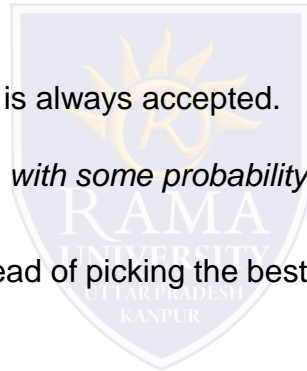 is always accepted.
with some probability
RAMA
UNIVERSITY
ead of picking the best
UTTAR PRADESH
KANPUR